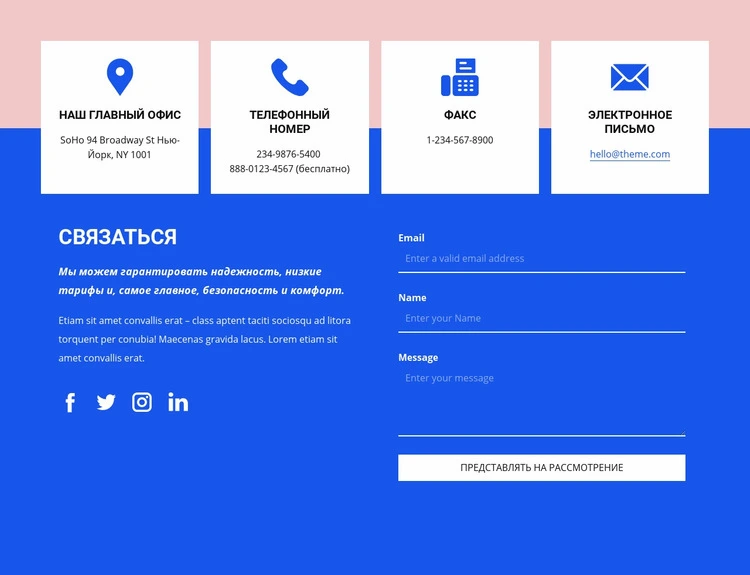 НАШ ГЛАВНЫЙ ОФИС
SoHo 94 Broadway St Нью-
Йорк, NY 1001
ТЕЛЕФОННЫЙ
НОМЕР
234-9876-5400
888-0123-4567 (бесплатно)
ФАКС
1-234-567-8900
ЭЛЕКТРОННОЕ
ПИСЬМО
hello@theme.com
СВЯЗАТЬСЯ
Мы можем гарантировать надежность, низкие
тарифы и, самое главное, безопасность и комфорт.
Etiam sit amet convallis erat – class aptent taciti sociosqu ad litora
torquent per conubia! Maecenas gravida lacus. Lorem etiam sit
amet convallis erat.
Email
Enter a valid email address
Name
Enter your Name
Message
Enter your message
ПРЕДСТАВЛЯТЬ НА РАССМОТРЕНИЕ